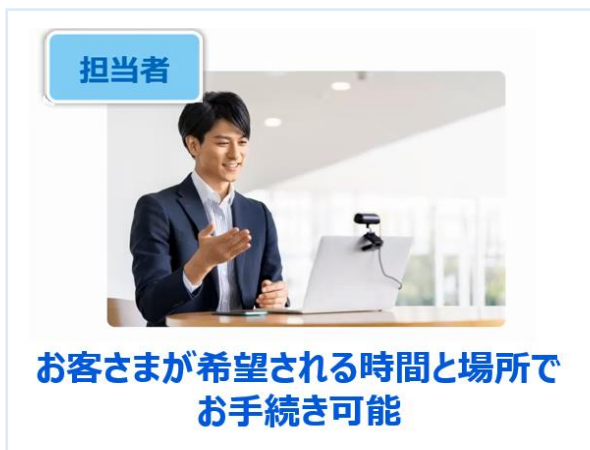 担当者
お客さまが希望される時間と場所で
お手続き可能